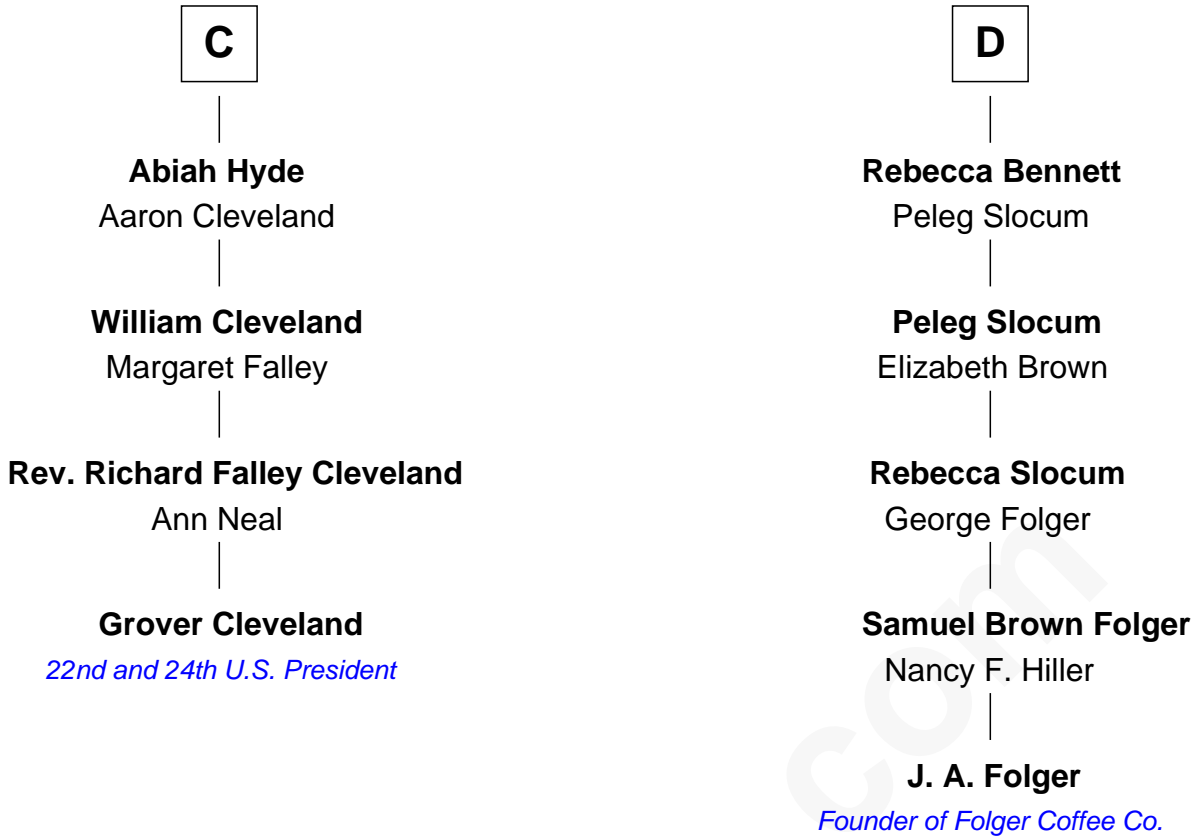 C
Abiah Hyde
Aaron Cleveland
William Cleveland
Margaret Falley
Rev. Richard Falley Cleveland
Ann Neal
Grover Cleveland
22nd and 24th U.S. President
D
Rebecca Bennett
Peleg Slocum
Peleg Slocum
Elizabeth Brown
Rebecca Slocum
George Folger
Samuel Brown Folger
Nancy F. Hiller
J. A. Folger
Founder of Folger Coffee Co.
com